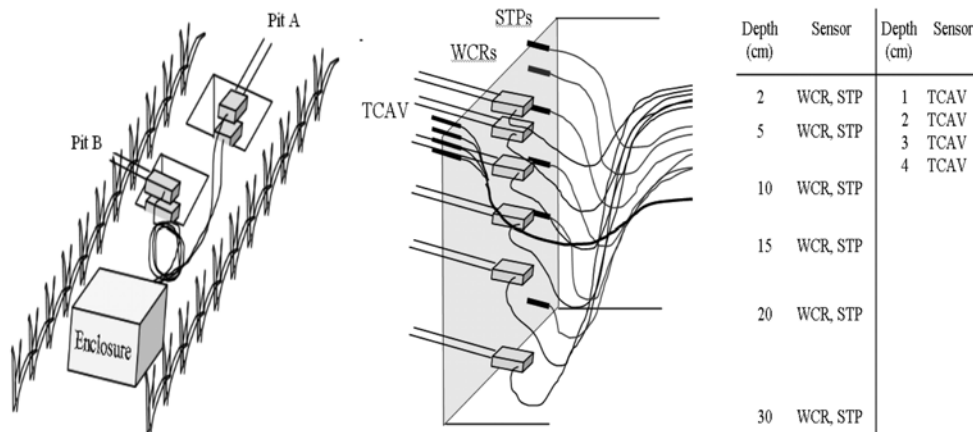 Pit A
Pit B
Enclosure
STPs
WCRs
TCAV
Depth (cm) Sensor Depth (cm) Sensor
2 WCR, STP 1 TCAV
2 TCAV
5 WCR, STP 3 TCAV
4 TCAV
10 WCR, STP
15 WCR, STP
20 WCR, STP
30 WCR, STP